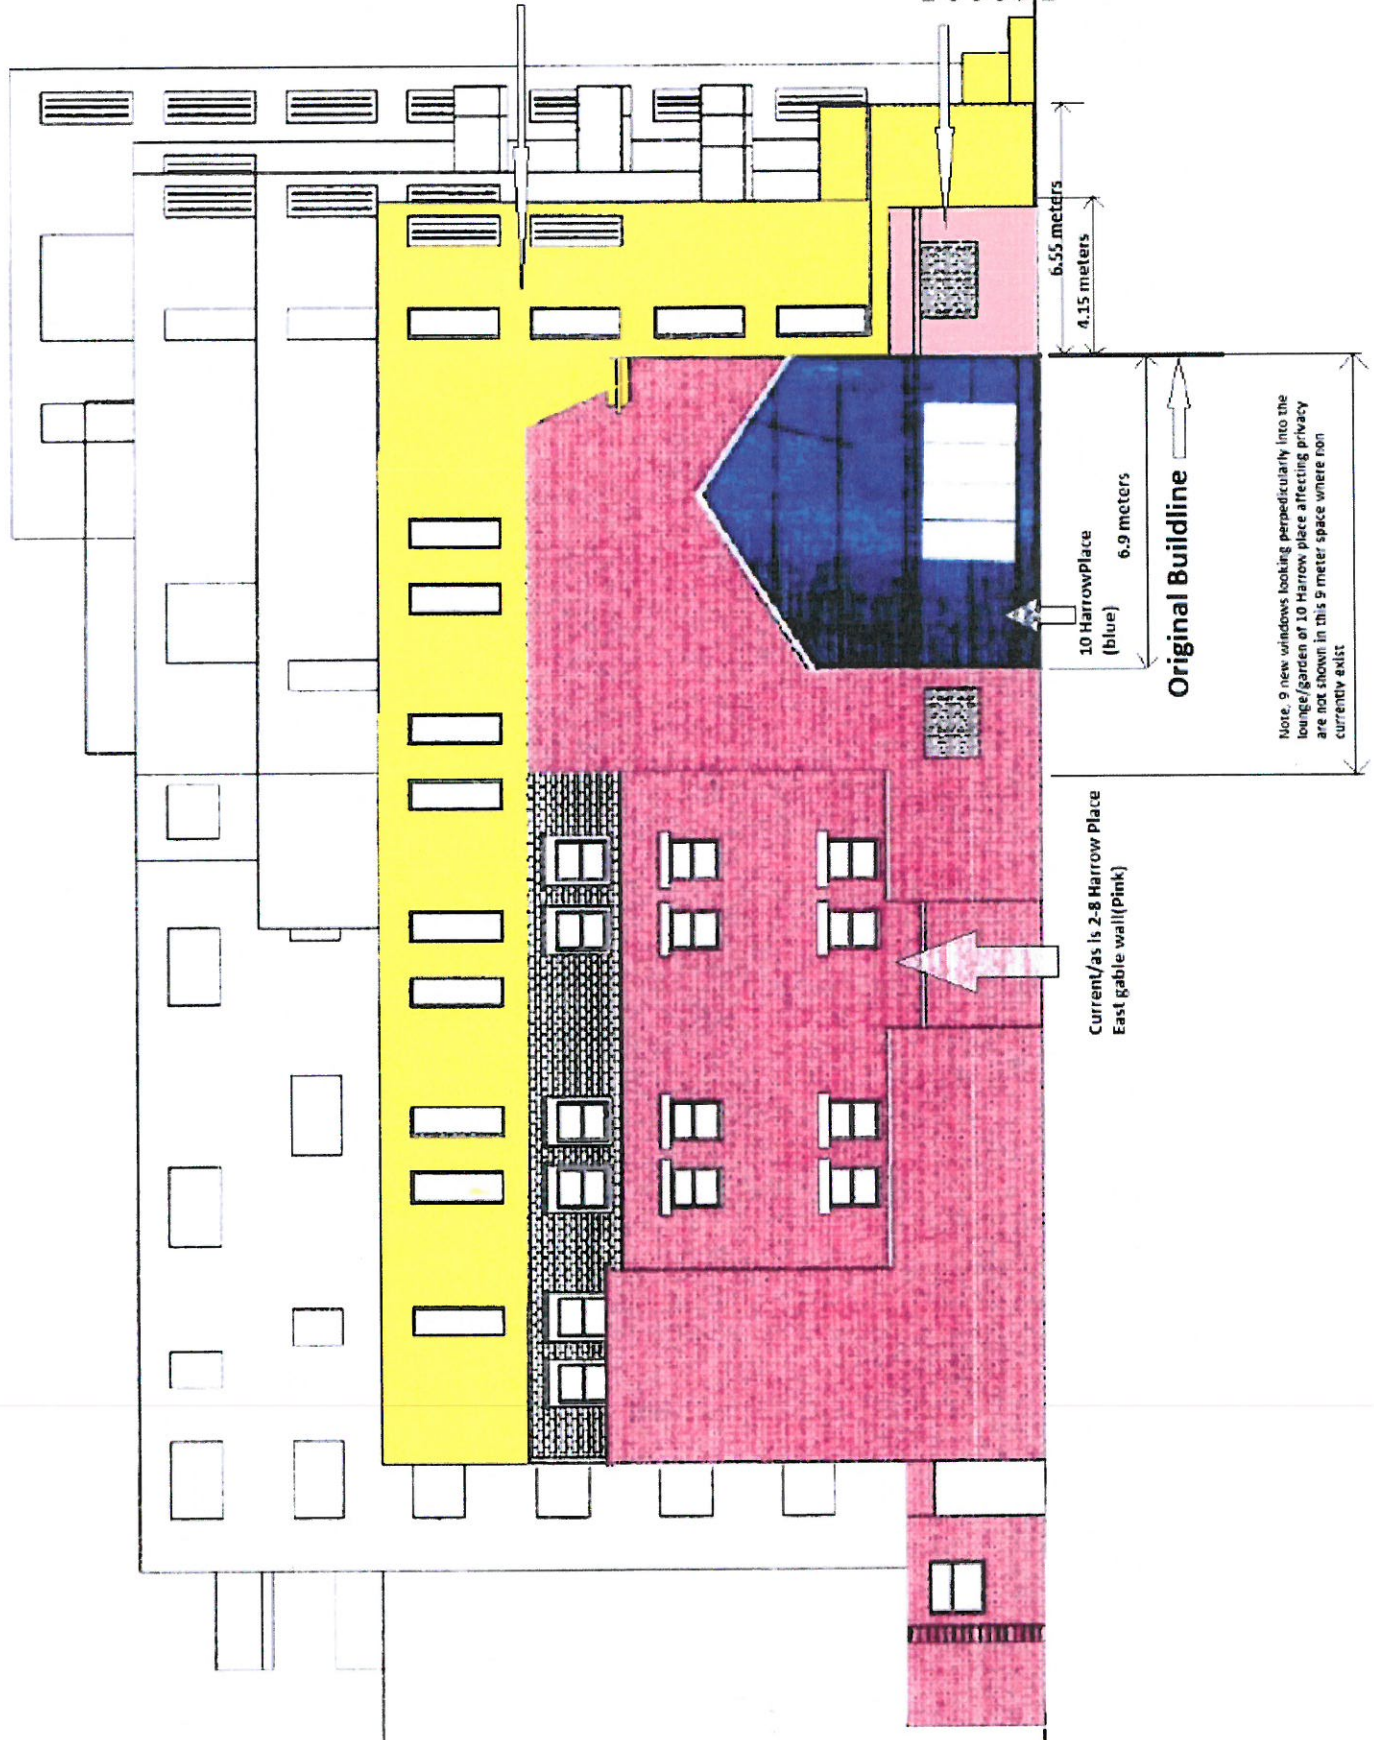 6.55 meters
4.15 meters
6.9 meters
10 HarrowPlace
(blue)
Original Buildline
Note, 9 new windows looking perpedicularly into the
lounge/garden of 10 Harrow place affecting privacy
are not shown in this 9 meter space where non
currently exist
Current/as is 2-8 Harrow Place
East gable wall(Pink)